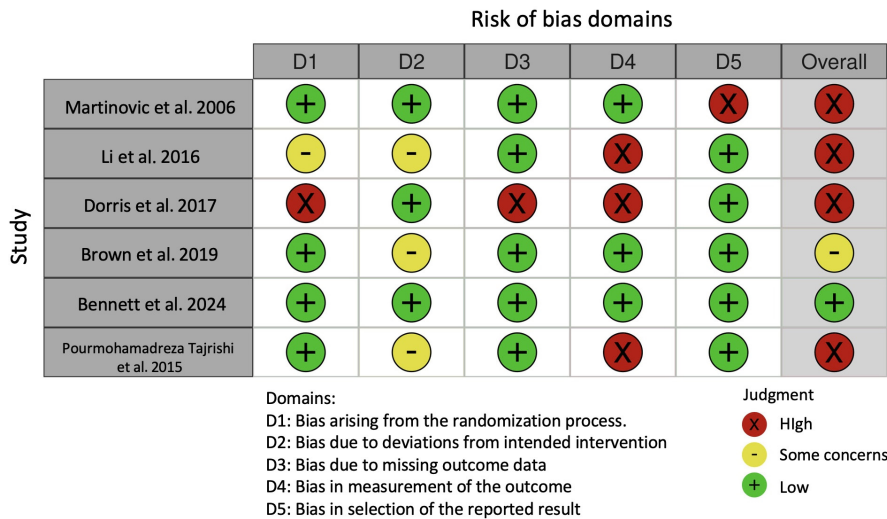 Risk of bias domains
D1 D2 D3 D4 D5 Overall
Study
Martinovic et al. 2006 + + + + X X
Li et al. 2016 - - + X + X
Dorris et al. 2017 X + X X + X
Brown et al. 2019 + - + + + -
Bennett et al. 2024 + + + + + +
Pourmohamadreza Tajrishi
et al. 2015 + - + X + X
Domains:
D1: Bias arising from the randomization process.
D2: Bias due to deviations from intended intervention
D3: Bias due to missing outcome data
D4: Bias in measurement of the outcome
D5: Bias in selection of the reported result
Judgment
X HIgh
- Some concerns
+ Low